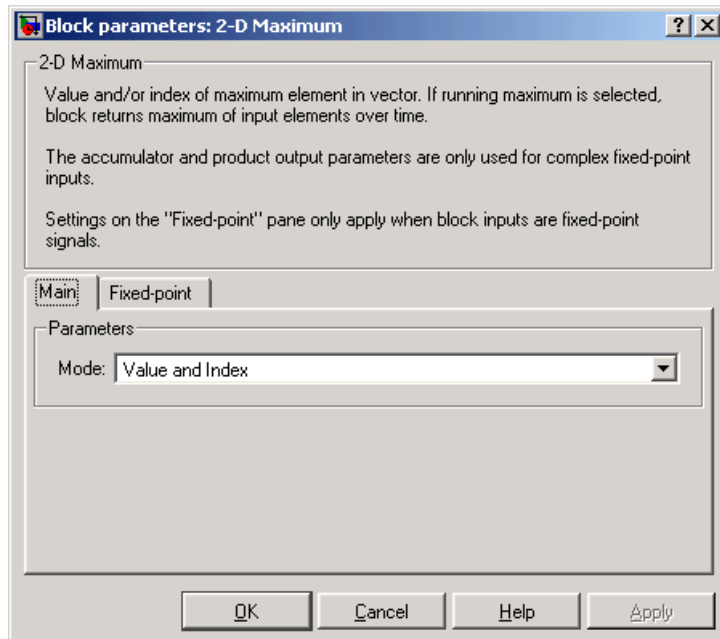 Block parameters: 2-D Maximum
2-D Maximum
Value and/or index of maximum element in vector. If running maximum is selected,
block returns maximum of input elements over time.
The accumulator and product output parameters are only used for complex fixed-point
inputs.
Settings on the "Fixed-point" pane only apply when block inputs are fixed-point
signals.
Main Fixed-point
Parameters
Mode: Value and Index
OK Cancel Help Apply